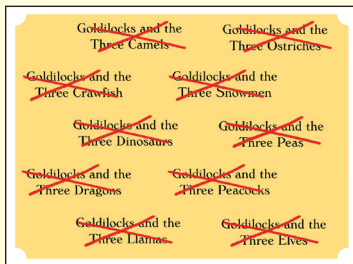 Goldilocks and the
Three Camels
Goldilocks and the
Three Ostriches
Goldilocks and the
Three Crawfish
Goldilocks and the
Three Snowmen
Goldilocks and the
Three Dinosaurs
Goldilocks and the
Three Peas
Goldilocks and the
Three Dragons
Goldilocks and the
Three Peacocks
Goldilocks and the
Three Llamas
Goldilocks and the
Three Elves